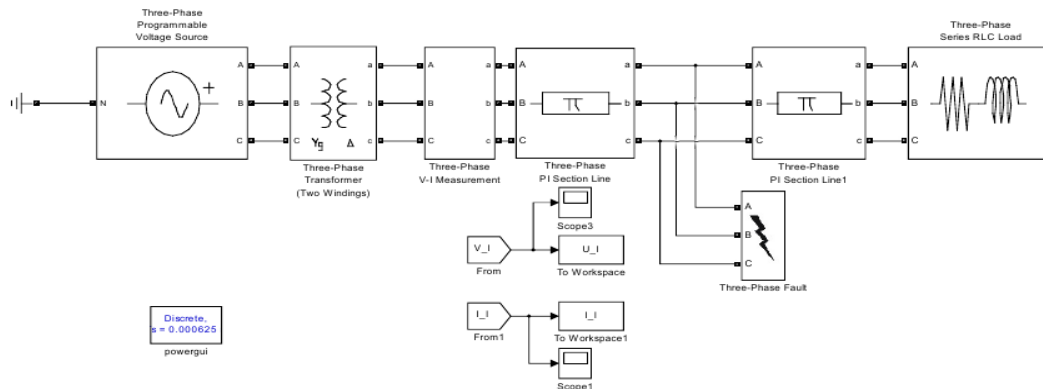 Three-Phase
Programmable
Voltage Source
N
A
B
C
A
B
C
Yg
Δ
a
b
c
Three-Phase
Transformer
(Two Windings)
A
B
C
a
b
c
Three-Phase
V-I Measurement
A
B
C
π
a
b
c
Three-Phase
PI Section Line
A
B
C
π
a
b
c
Three-Phase
PI Section Line1
Three-Phase
Series RLC Load
A
B
C
A
B
C
Three-Phase Fault
Scope3
V_I
From
U_I
To Workspace
I_I
From1
I_I
To Workspace1
Scope1
Discrete,
s = 0.000625
powergui